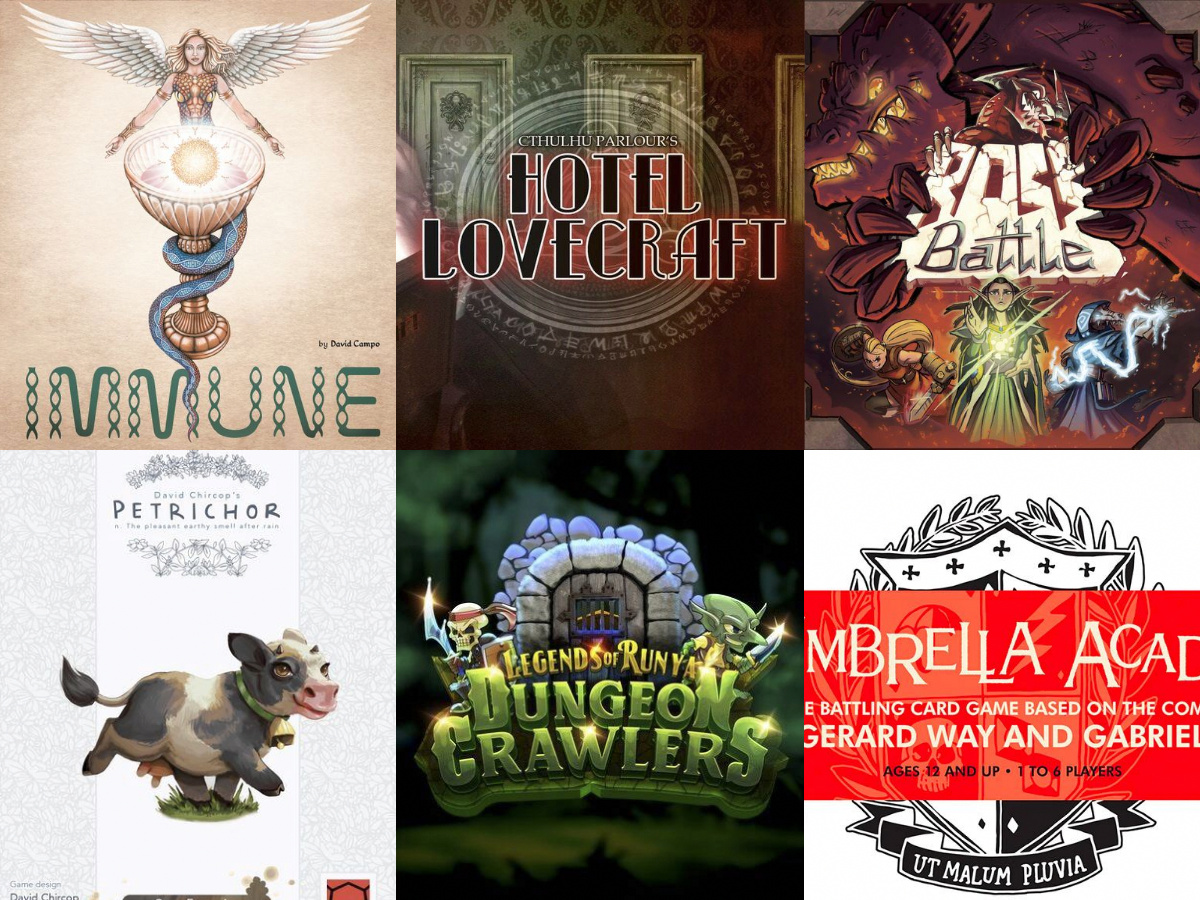 by David Campo
IMMUNE
CTHULHU PARLOUR'S
HOTEL
LOVECRAFT
Battle
David Chircop's
PETRICHOR
n. The pleasant earthy smell after rain
Game design
David Chircop
LEGENDS OF RUNYA
DUNGEON
CRAWLERS
MBRELLA ACAD
E BATTLING CARD GAME BASED ON THE COM
GERARD WAY AND GABRIEL
AGES 12 AND UP • 1 TO 6 PLAYERS
UT MALUM PLUVIA